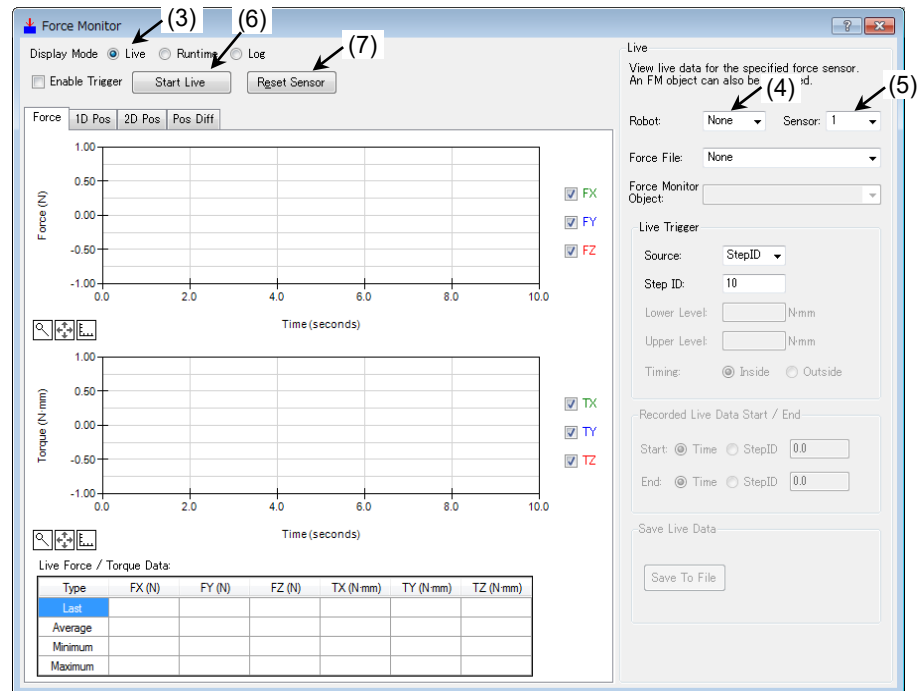 Force Monitor
(3)
(6)
(7)
Display Mode Live Runtime Log
Enable Trigger Start Live Reset Sensor
Force 1D Pos 2D Pos Pos Diff
1.00
0.50
0.00
-0.50
-1.00
Force (N)
0.0 2.0 4.0 6.0 8.0 10.0
Time (seconds)
FX
FY
FZ
1.00
0.50
0.00
-0.50
-1.00
Torque (N·mm)
0.0 2.0 4.0 6.0 8.0 10.0
Time (seconds)
TX
TY
TZ
Live Force / Torque Data:
Type FX (N) FY (N) FZ (N) TX (N·mm) TY (N·mm) TZ (N·mm)
Last
Average
Minimum
Maximum
Live
View live data for the specified force sensor.
An FM object can also be
(4)
(5)
Robot: None Sensor: 1
Force File: None
Force Monitor
Object:
Live Trigger
Source: StepID
Step ID: 10
Lower Level: N·mm
Upper Level: N·mm
Timing: Inside Outside
Recorded Live Data Start / End
Start: Time StepID 0.0
End: Time StepID 0.0
Save Live Data
Save To File